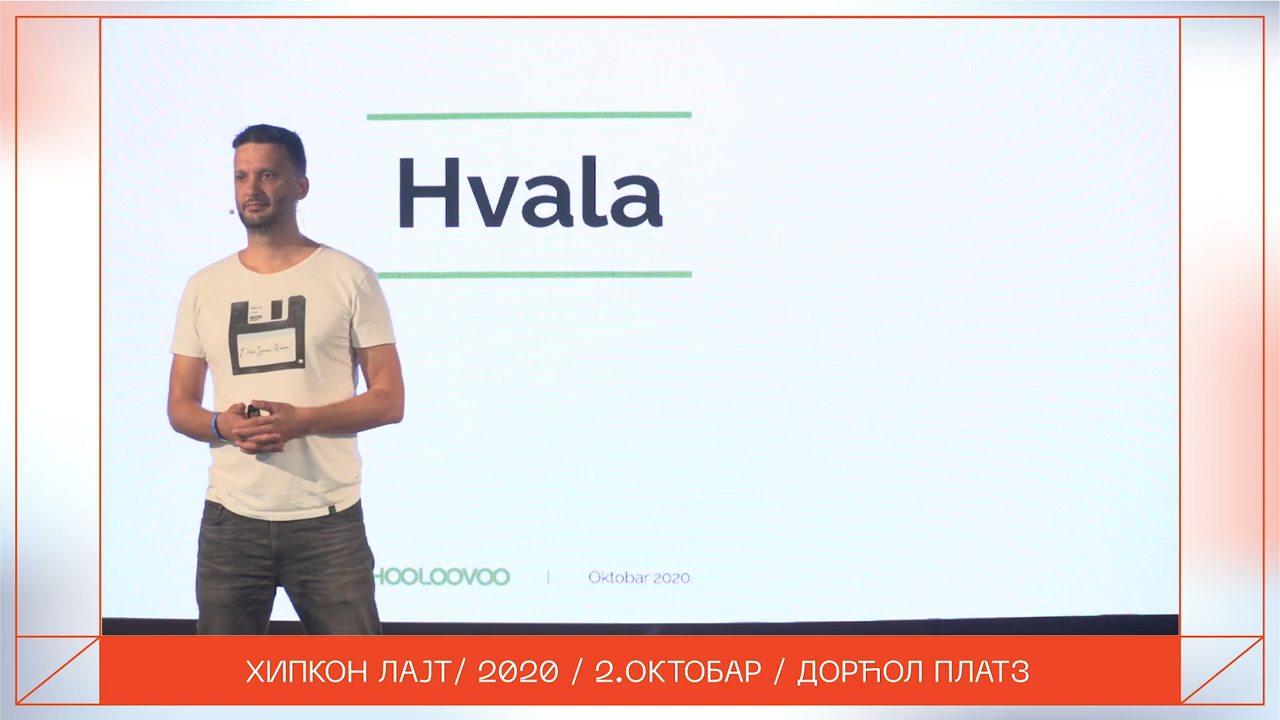 Hvala
HOOLOOVOO | Oktobar 2020.
ХИПКОН ЛАЈТ/ 2020 / 2.ОКТОБАР / ДОРЋОЛ ПЛАТЗ